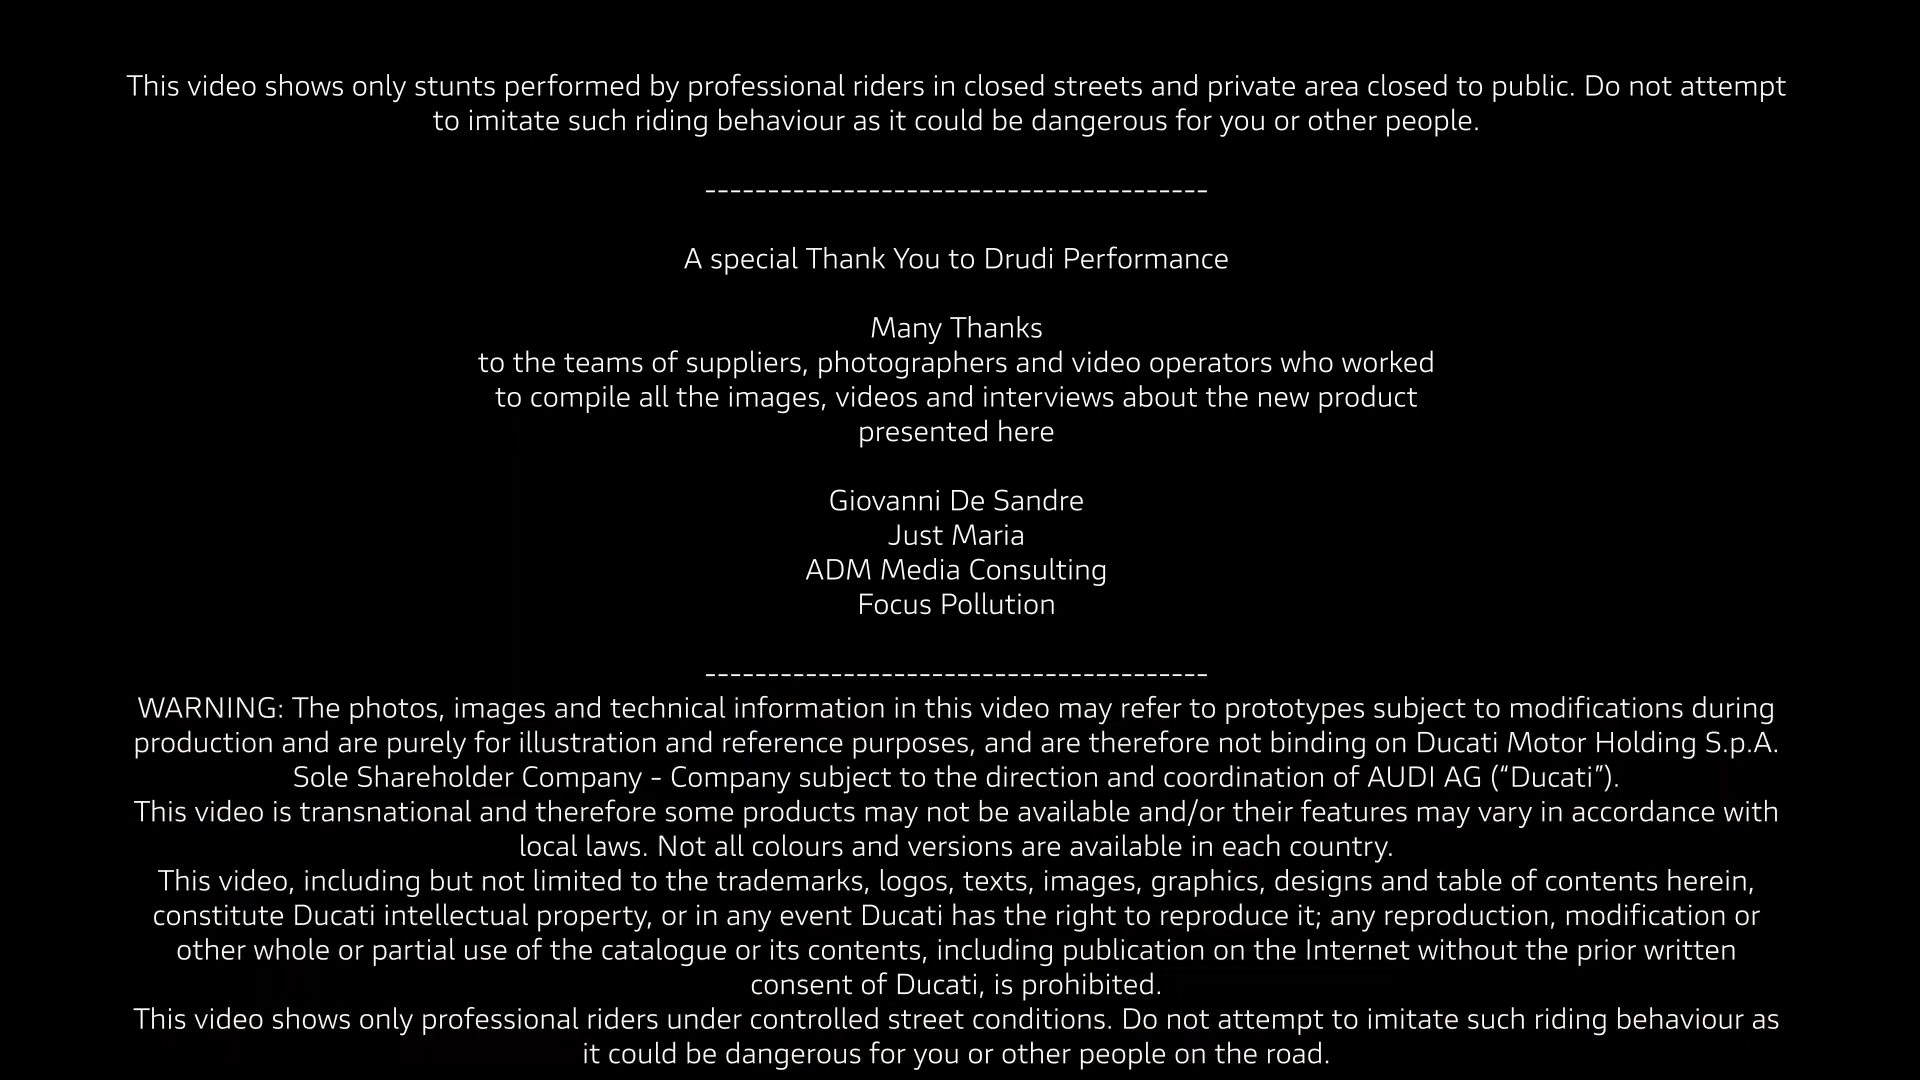 This video shows only stunts performed by professional riders in closed streets and private area closed to public. Do not attempt
to imitate such riding behaviour as it could be dangerous for you or other people.
----------------------------------------
A special Thank You to Drudi Performance
Many Thanks
to the teams of suppliers, photographers and video operators who worked
to compile all the images, videos and interviews about the new product
presented here
Giovanni De Sandre
Just Maria
ADM Media Consulting
Focus Pollution
----------------------------------------
WARNING: The photos, images and technical information in this video may refer to prototypes subject to modifications during
production and are purely for illustration and reference purposes, and are therefore not binding on Ducati Motor Holding S.p.A.
Sole Shareholder Company - Company subject to the direction and coordination of AUDI AG (“Ducati”).
This video is transnational and therefore some products may not be available and/or their features may vary in accordance with
local laws. Not all colours and versions are available in each country.
This video, including but not limited to the trademarks, logos, texts, images, graphics, designs and table of contents herein,
constitute Ducati intellectual property, or in any event Ducati has the right to reproduce it; any reproduction, modification or
other whole or partial use of the catalogue or its contents, including publication on the Internet without the prior written
consent of Ducati, is prohibited.
This video shows only professional riders under controlled street conditions. Do not attempt to imitate such riding behaviour as
it could be dangerous for you or other people on the road.